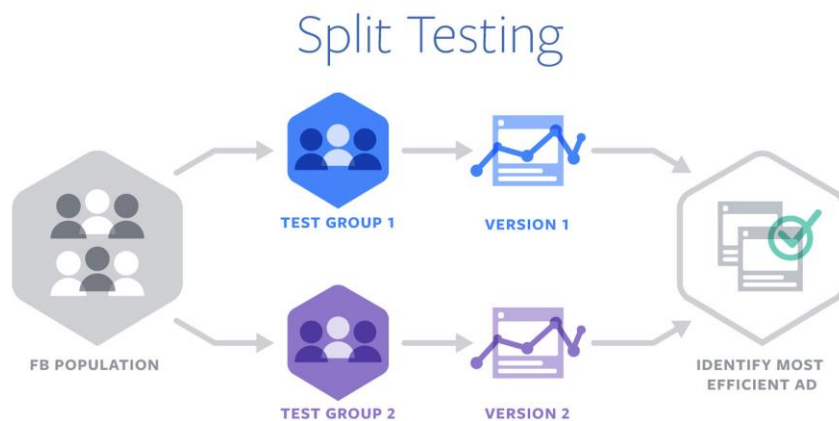 Split Testing
TEST GROUP 1
VERSION 1
FB POPULATION
IDENTIFY MOST
EFFICIENT AD
TEST GROUP 2
VERSION 2